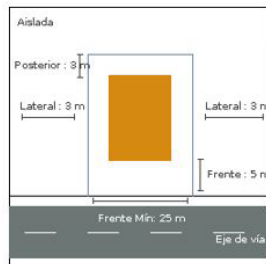 Aislada
Posterior : 3 m
Lateral : 3 m
Lateral : 3 m
Frente : 5 m
Frente Mín: 25 m
Eje de vía